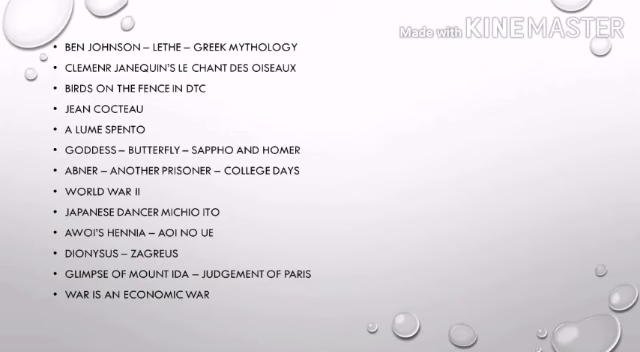 Made with KINEMASTER
• BEN JOHNSON – LETHE – GREEK MYTHOLOGY
• CLEMENR JANEQUIN'S LE CHANT DES OISEAUX
• BIRDS ON THE FENCE IN DTC
• JEAN COCTEAU
• A LUME SPENTO
• GODDESS – BUTTERFLY – SAPPHO AND HOMER
• ABNER – ANOTHER PRISONER – COLLEGE DAYS
• WORLD WAR II
• JAPANESE DANCER MICHIO ITO
• AWOI'S HENNIA – AOI NO UE
• DIONYSUS – ZAGREUS
• GLIMPSE OF MOUNT IDA – JUDGEMENT OF PARIS
• WAR IS AN ECONOMIC WAR